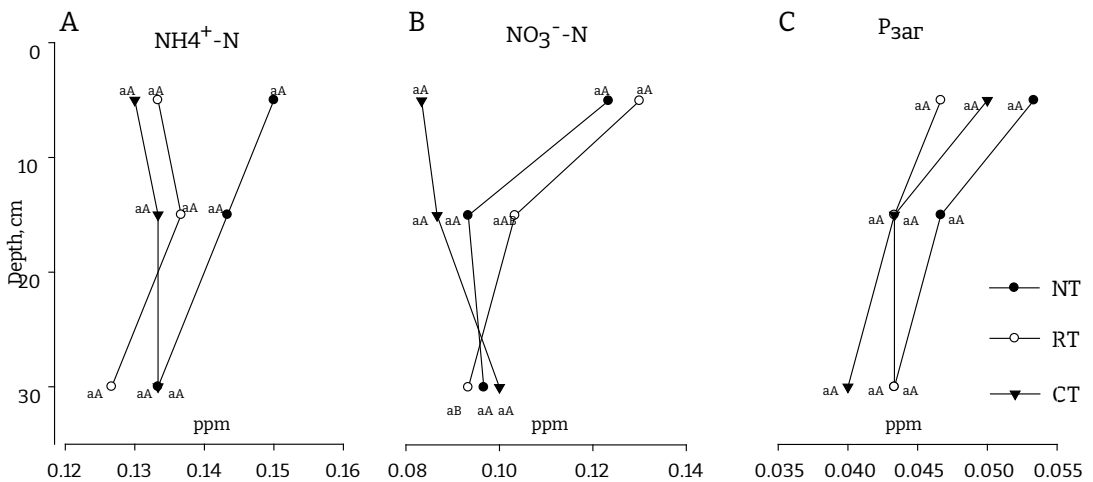 A
B
C
NH4⁺-N
NO₃⁻-N
Рзаг
0
10
20
30
Depth, cm
aA aA aA
aA aA aA
aA aA aA
aA aA aA
aA aA aAB
aB aA aA
aA aA aA
aA aA aA
aA aA aA
NT
RT
CT
ppm
ppm
ppm
0.12 0.13 0.14 0.15 0.16
0.08 0.10 0.12 0.14
0.035 0.040 0.045 0.050 0.055